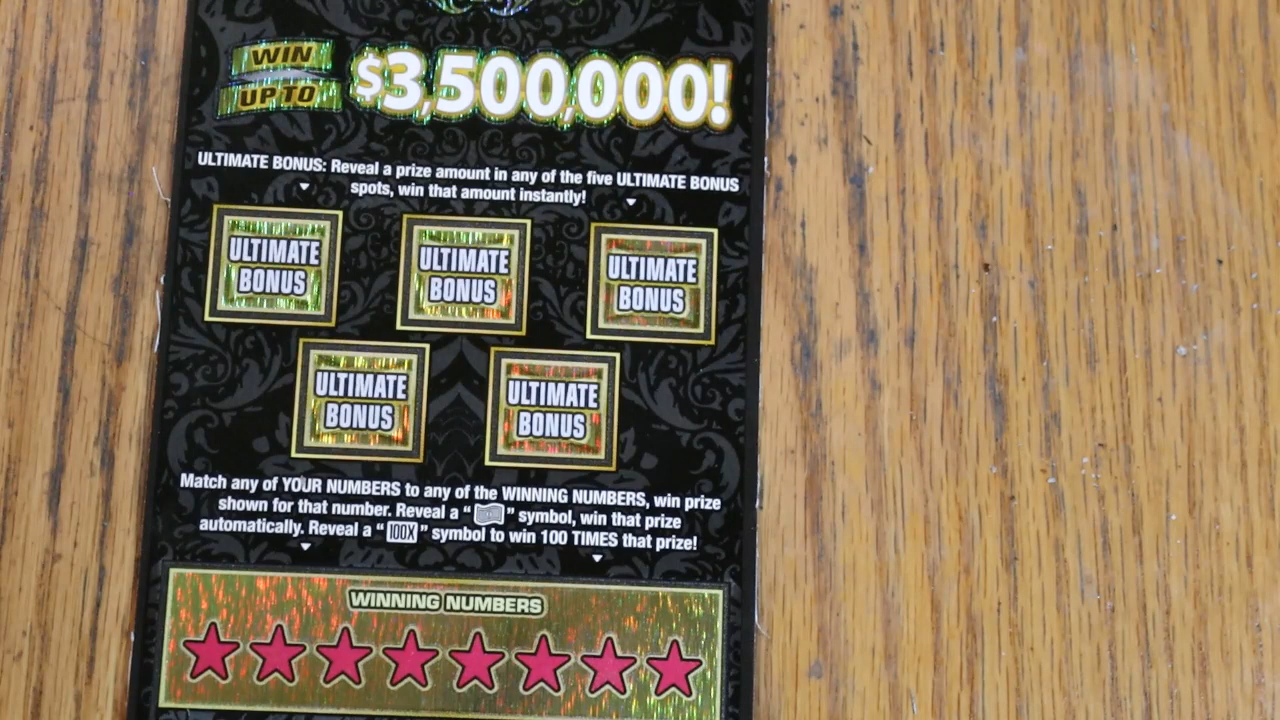 WIN
UP TO
$3,500,000!
ULTIMATE BONUS: Reveal a prize amount in any of the five ULTIMATE BONUS
spots, win that amount instantly!
ULTIMATE
BONUS
ULTIMATE
BONUS
ULTIMATE
BONUS
ULTIMATE
BONUS
ULTIMATE
BONUS
Match any of YOUR NUMBERS to any of the WINNING NUMBERS, win prize
shown for that number. Reveal a “ ” symbol, win that prize
automatically. Reveal a “ 100X ” symbol to win 100 TIMES that prize!
WINNING NUMBERS